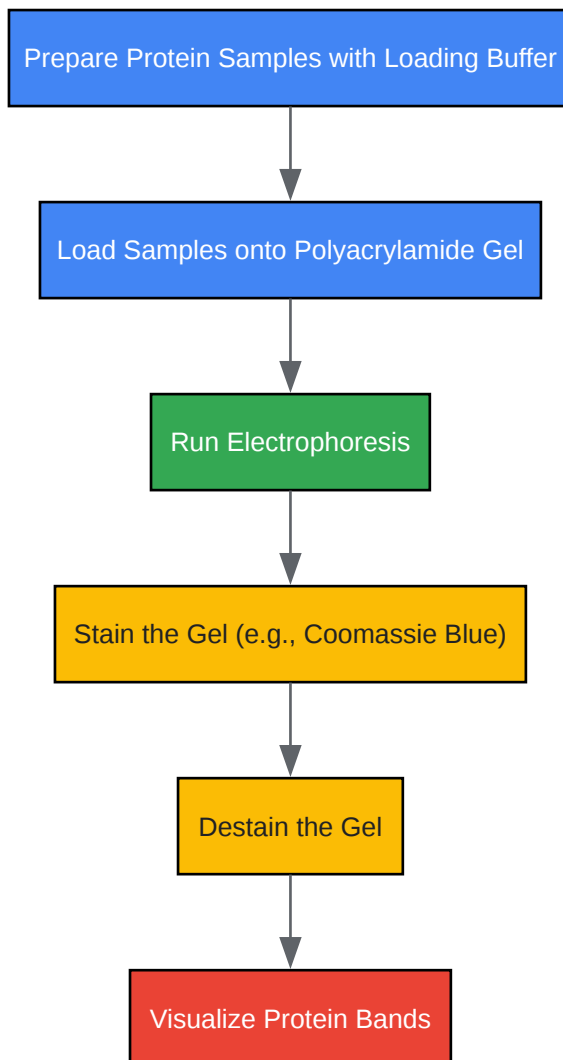 Prepare Protein Samples with Loading Buffer
Load Samples onto Polyacrylamide Gel
Run Electrophoresis
Stain the Gel (e.g., Coomassie Blue)
Destain the Gel
Visualize Protein Bands